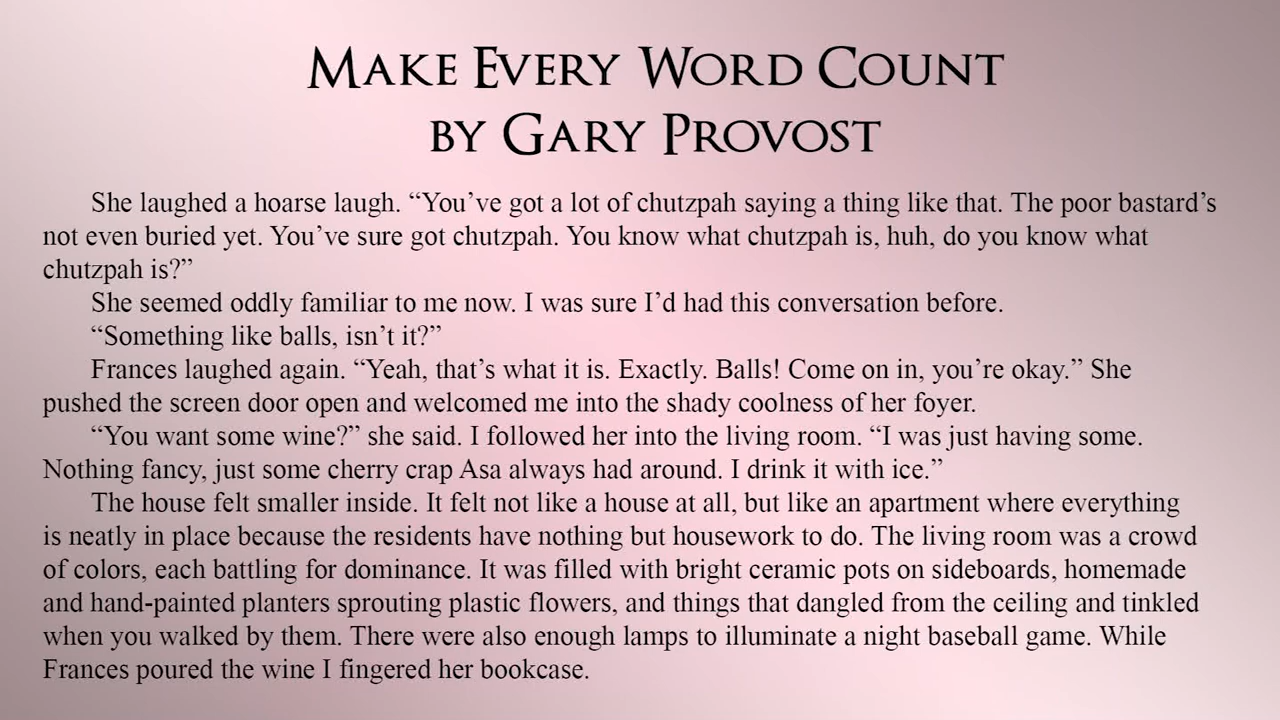 Make Every Word Count
by Gary Provost
She laughed a hoarse laugh. “You’ve got a lot of chutzpah saying a thing like that. The poor bastard’s
not even buried yet. You’ve sure got chutzpah. You know what chutzpah is, huh, do you know what
chutzpah is?”
She seemed oddly familiar to me now. I was sure I’d had this conversation before.
“Something like balls, isn’t it?”
Frances laughed again. “Yeah, that’s what it is. Exactly. Balls! Come on in, you’re okay.” She
pushed the screen door open and welcomed me into the shady coolness of her foyer.
“You want some wine?” she said. I followed her into the living room. “I was just having some.
Nothing fancy, just some cherry crap Asa always had around. I drink it with ice.”
The house felt smaller inside. It felt not like a house at all, but like an apartment where everything
is neatly in place because the residents have nothing but housework to do. The living room was a crowd
of colors, each battling for dominance. It was filled with bright ceramic pots on sideboards, homemade
and hand-painted planters sprouting plastic flowers, and things that dangled from the ceiling and tinkled
when you walked by them. There were also enough lamps to illuminate a night baseball game. While
Frances poured the wine I fingered her bookcase.